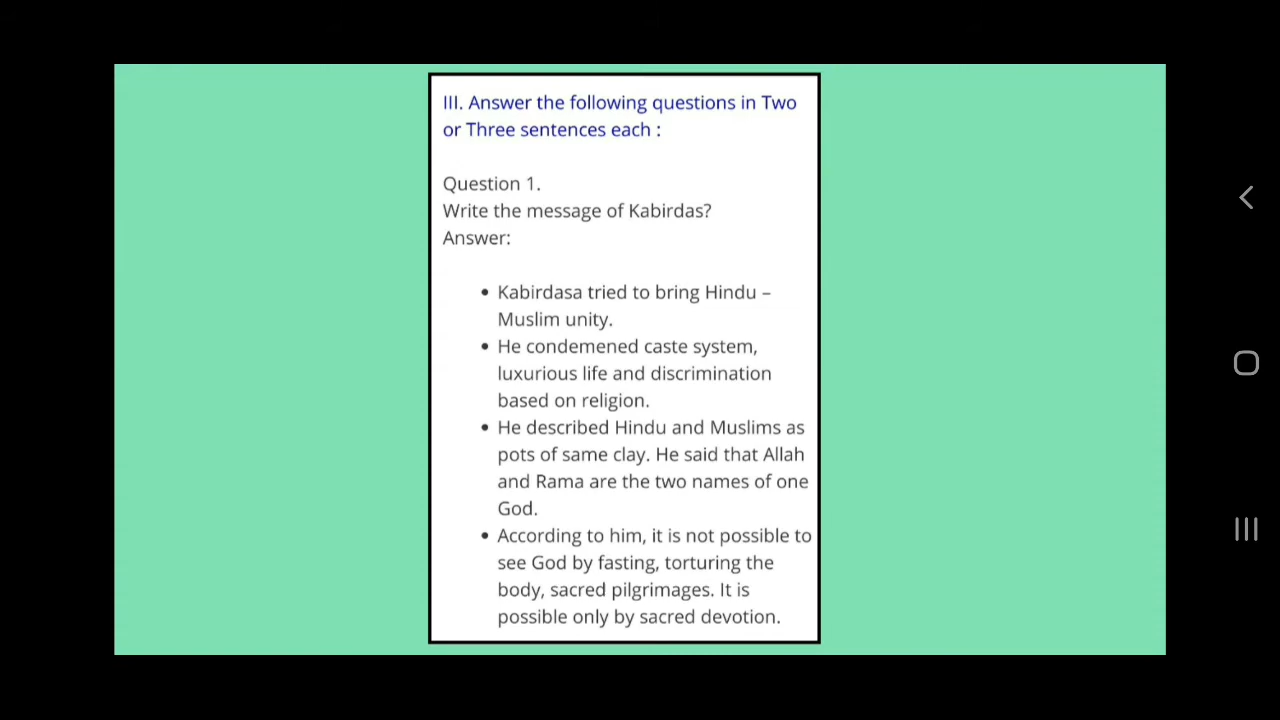 III. Answer the following questions in Two
or Three sentences each :
Question 1.
Write the message of Kabirdas?
Answer:
• Kabirdasa tried to bring Hindu –
Muslim unity.
• He condemened caste system,
luxurious life and discrimination
based on religion.
• He described Hindu and Muslims as
pots of same clay. He said that Allah
and Rama are the two names of one
God.
• According to him, it is not possible to
see God by fasting, torturing the
body, sacred pilgrimages. It is
possible only by sacred devotion.